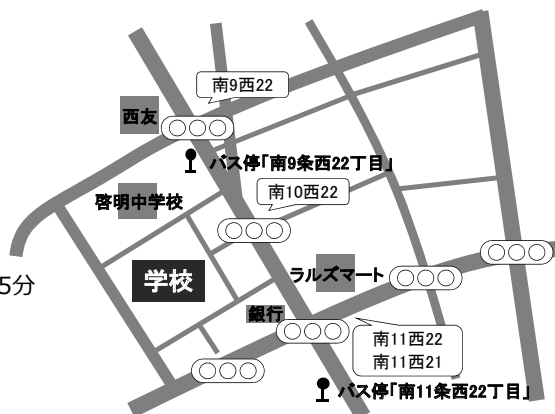 南9西22
西友
バス停「南9条西22丁目」
啓明中学校
南10西22
5分
学校
ラルズマート
銀行
南11西22
南11西21
バス停「南11条西22丁目」